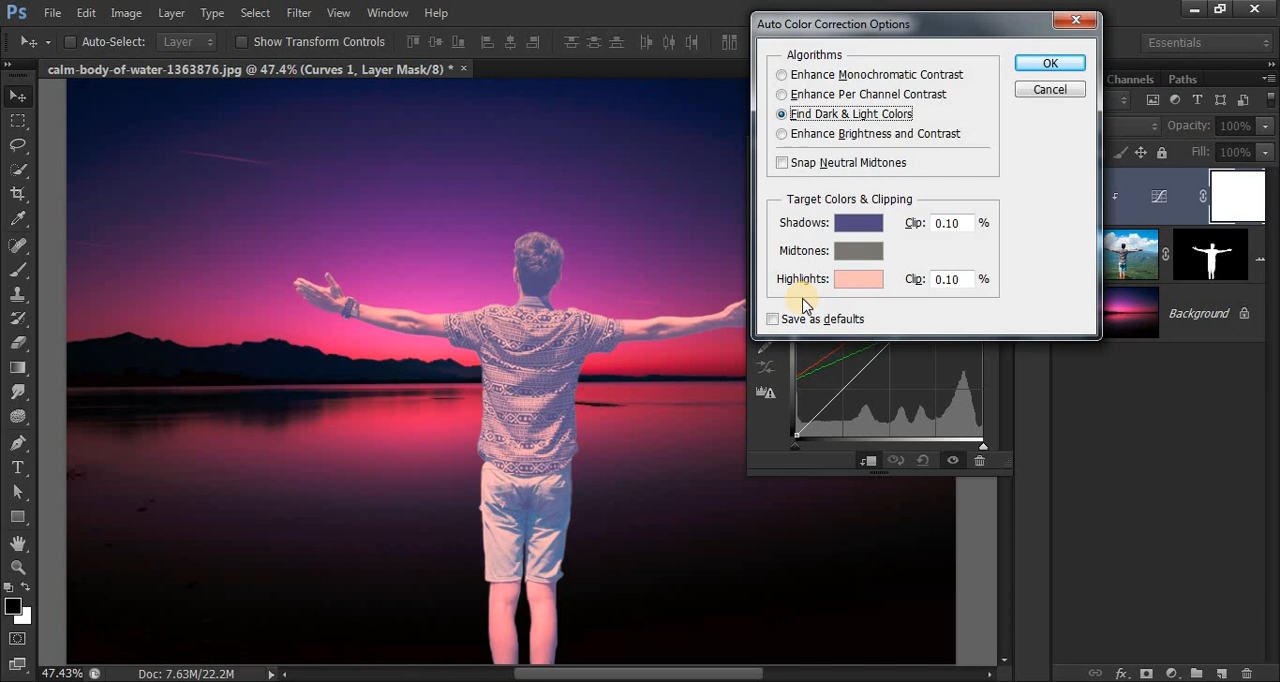 Ps File Edit Image Layer Type Select Filter View Window Help
Auto-Select: Layer Show Transform Controls Essentials
calm-body-of-water-1363876.jpg @ 47.4% (Curves 1, Layer Mask/8) * ×
Auto Color Correction Options
Algorithms
Enhance Monochromatic Contrast
Enhance Per Channel Contrast
Find Dark & Light Colors
Enhance Brightness and Contrast
Snap Neutral Midtones
OK
Cancel
Target Colors & Clipping
Shadows: Clip: 0.10 %
Midtones:
Highlights: Clip: 0.10 %
Save as defaults
Channels Paths
Opacity: 100%
Fill: 100%
Background
47.43% Doc: 7.63M/22.2M